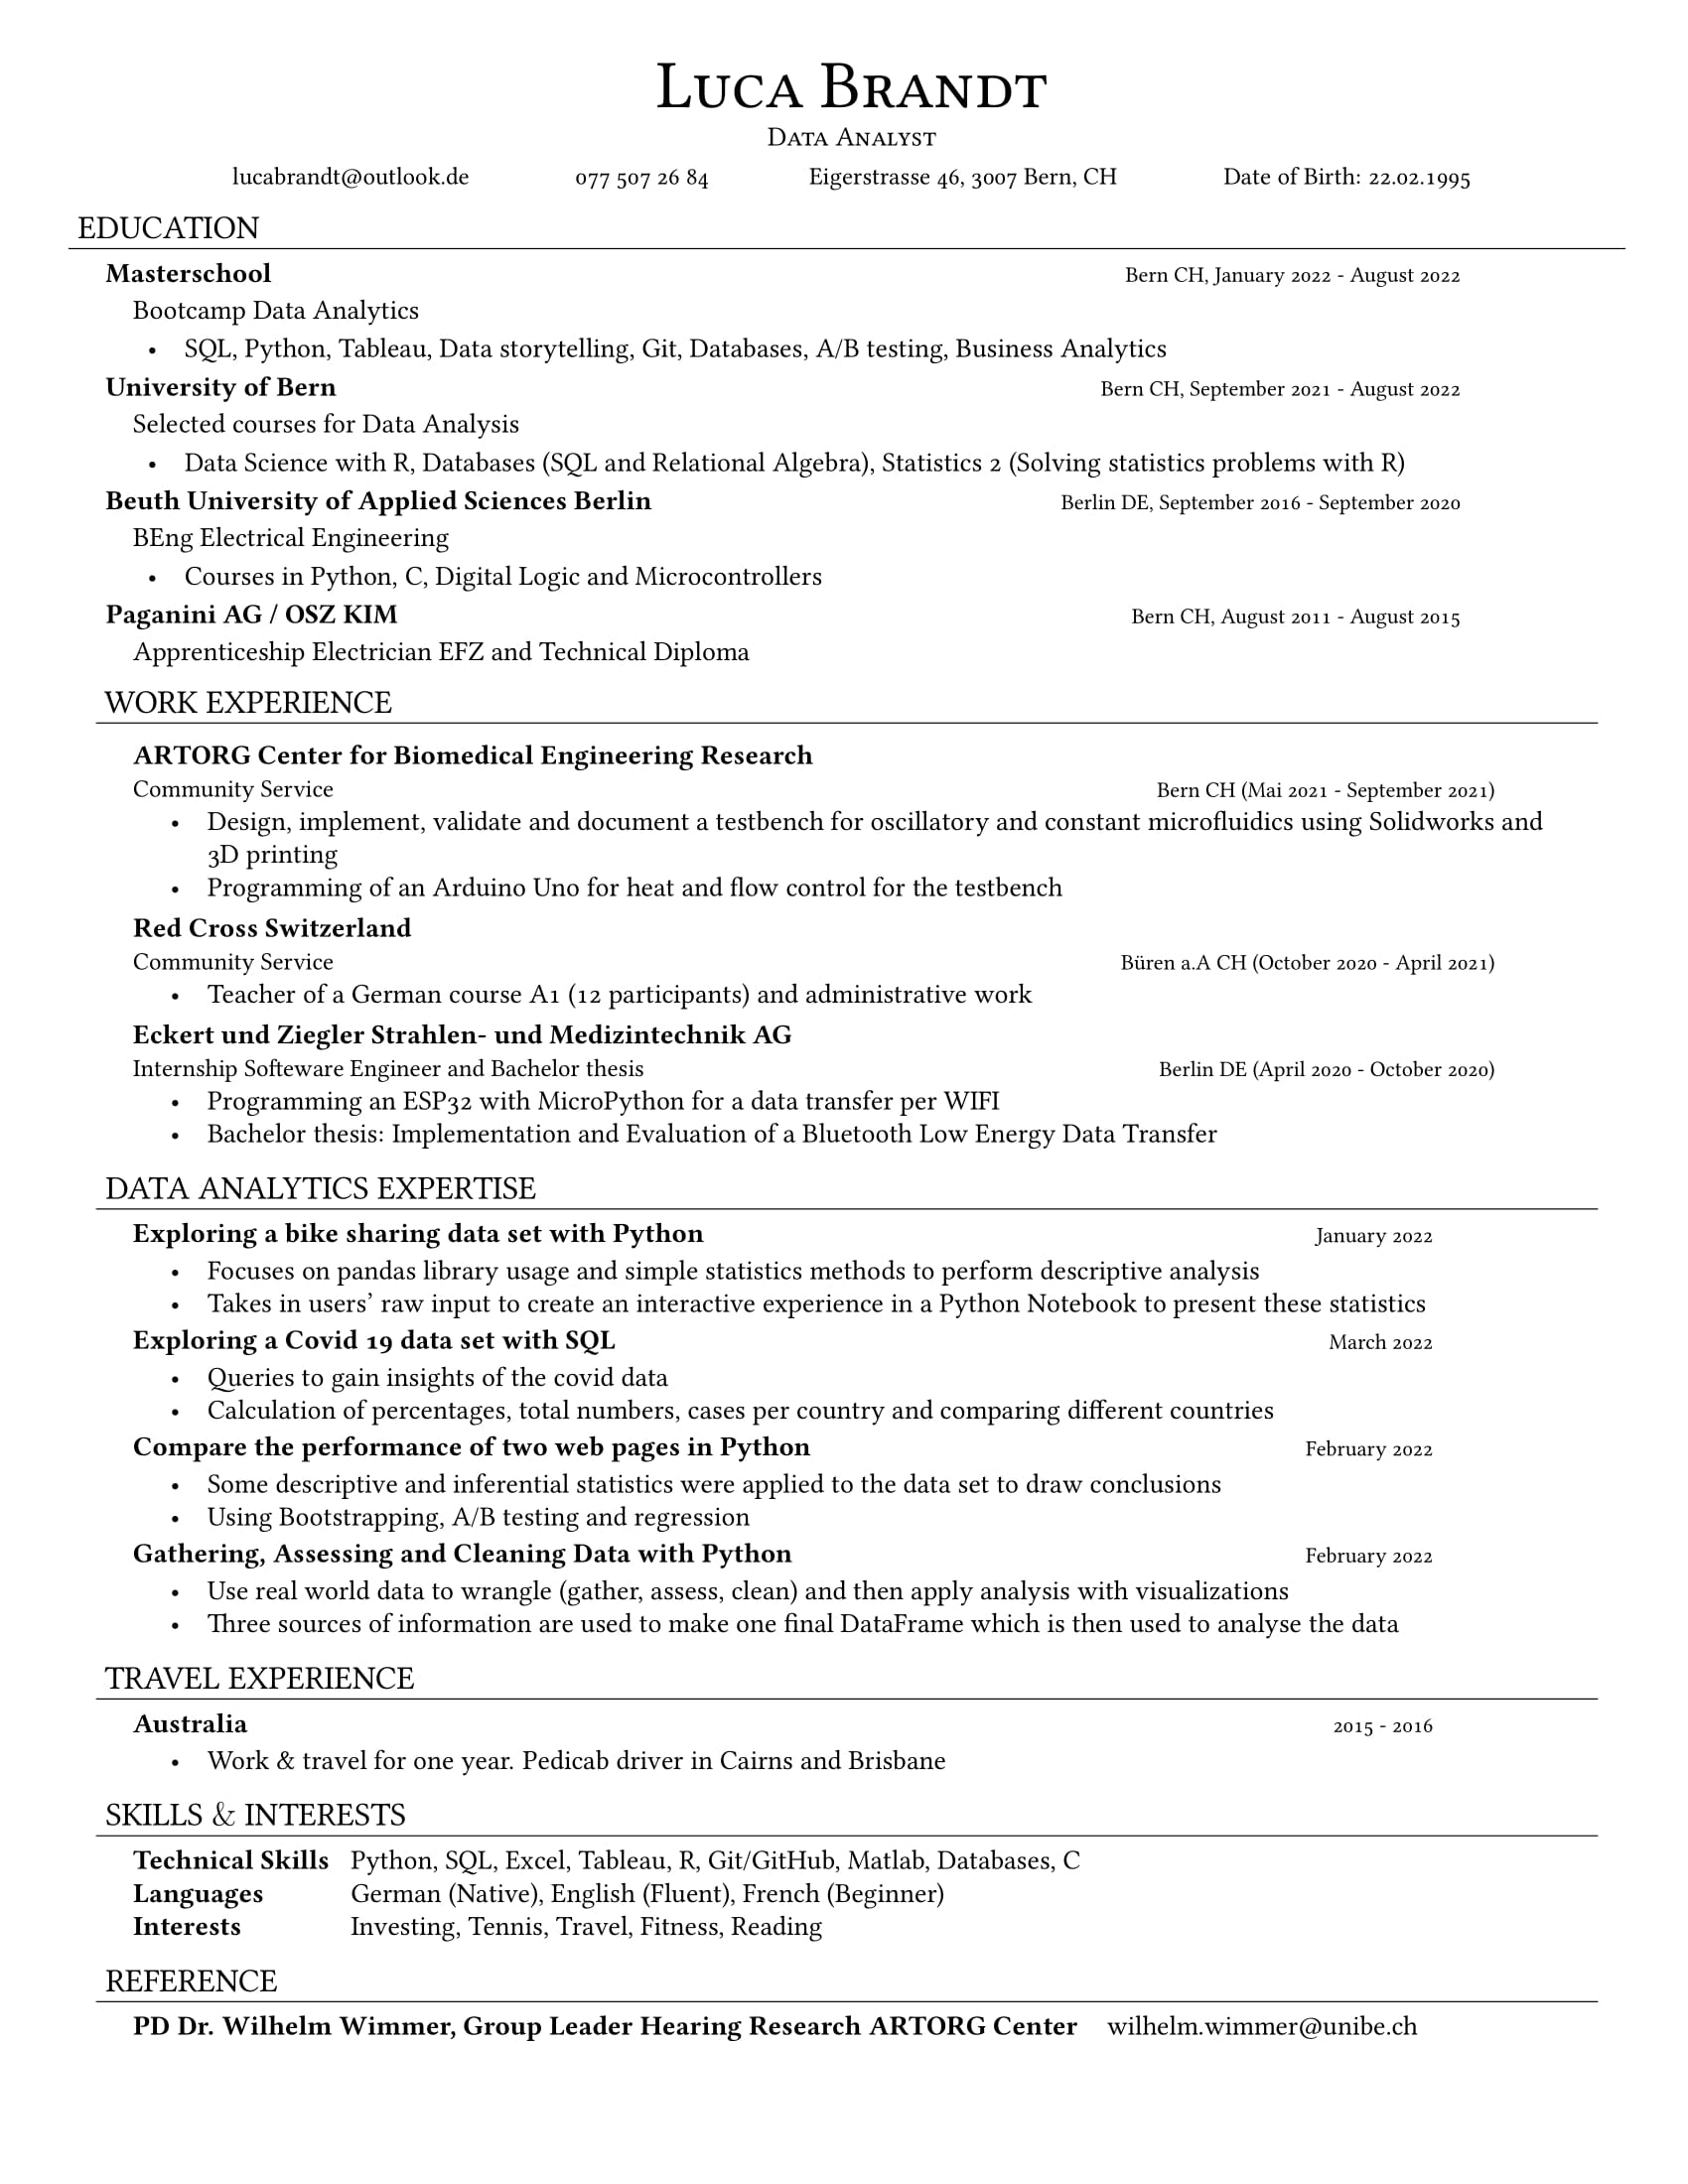 Luca Brandt
Data Analyst
lucabrandt@outlook.de 077 507 26 84 Eigerstrasse 46, 3007 Bern, CH Date of Birth: 22.02.1995
EDUCATION
Masterschool Bern CH, January 2022 - August 2022
Bootcamp Data Analytics
• SQL, Python, Tableau, Data storytelling, Git, Databases, A/B testing, Business Analytics
University of Bern Bern CH, September 2021 - August 2022
Selected courses for Data Analysis
• Data Science with R, Databases (SQL and Relational Algebra), Statistics 2 (Solving statistics problems with R)
Beuth University of Applied Sciences Berlin Berlin DE, September 2016 - September 2020
BEng Electrical Engineering
• Courses in Python, C, Digital Logic and Microcontrollers
Paganini AG / OSZ KIM Bern CH, August 2011 - August 2015
Apprenticeship Electrician EFZ and Technical Diploma
WORK EXPERIENCE
ARTORG Center for Biomedical Engineering Research
Community Service Bern CH (Mai 2021 - September 2021)
• Design, implement, validate and document a testbench for oscillatory and constant microfluidics using Solidworks and
3D printing
• Programming of an Arduino Uno for heat and flow control for the testbench
Red Cross Switzerland
Community Service Büren a.A CH (October 2020 - April 2021)
• Teacher of a German course A1 (12 participants) and administrative work
Eckert und Ziegler Strahlen- und Medizintechnik AG
Internship Softeware Engineer and Bachelor thesis Berlin DE (April 2020 - October 2020)
• Programming an ESP32 with MicroPython for a data transfer per WIFI
• Bachelor thesis: Implementation and Evaluation of a Bluetooth Low Energy Data Transfer
DATA ANALYTICS EXPERTISE
Exploring a bike sharing data set with Python January 2022
• Focuses on pandas library usage and simple statistics methods to perform descriptive analysis
• Takes in users' raw input to create an interactive experience in a Python Notebook to present these statistics
Exploring a Covid 19 data set with SQL March 2022
• Queries to gain insights of the covid data
• Calculation of percentages, total numbers, cases per country and comparing different countries
Compare the performance of two web pages in Python February 2022
• Some descriptive and inferential statistics were applied to the data set to draw conclusions
• Using Bootstrapping, A/B testing and regression
Gathering, Assessing and Cleaning Data with Python February 2022
• Use real world data to wrangle (gather, assess, clean) and then apply analysis with visualizations
• Three sources of information are used to make one final DataFrame which is then used to analyse the data
TRAVEL EXPERIENCE
Australia 2015 - 2016
• Work & travel for one year. Pedicab driver in Cairns and Brisbane
SKILLS & INTERESTS
Technical Skills Python, SQL, Excel, Tableau, R, Git/GitHub, Matlab, Databases, C
Languages German (Native), English (Fluent), French (Beginner)
Interests Investing, Tennis, Travel, Fitness, Reading
REFERENCE
PD Dr. Wilhelm Wimmer, Group Leader Hearing Research ARTORG Center wilhelm.wimmer@unibe.ch